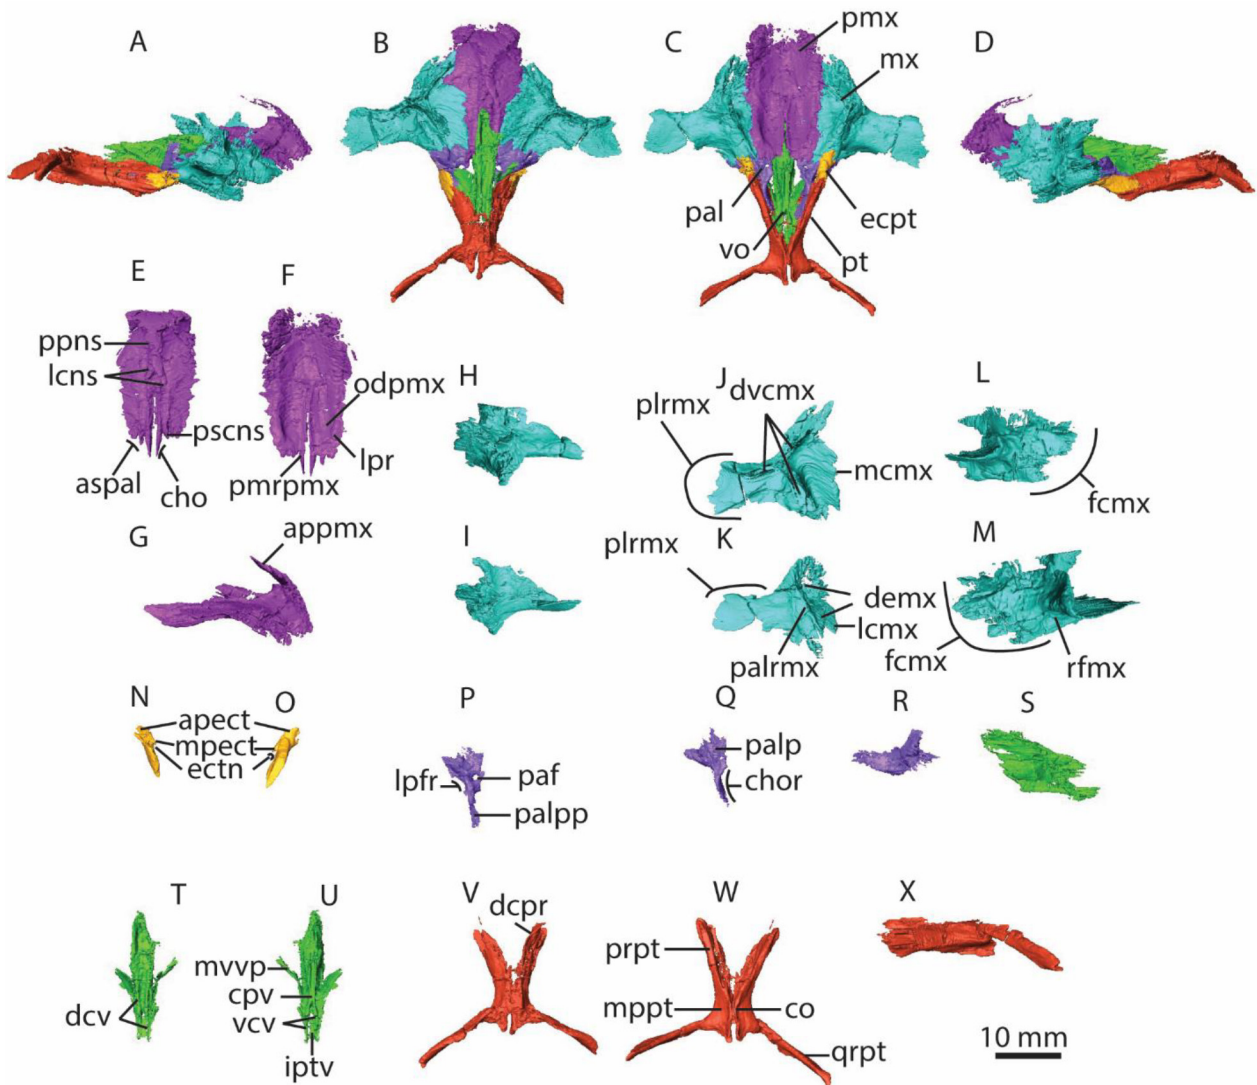 A
B
C
D
pmx
mx
pal
vo
ecpt
pt
E
F
ppns
lcns
odpmx
pscns
lpr
aspal
cho
pmrpmx
H
J
dvcmx
plrmx
mcmx
L
fcmx
G
appmx
I
plrmx
K
demx
lcmx
palrmx
M
fcmx
rfmx
N
O
apect
mpect
ectn
P
lpfr
paf
palpp
Q
palp
chor
R
S
T
U
mvvp
cpv
dcv
vcv
iptv
V
dcpr
W
prpt
mppt
co
qrpt
X
10 mm